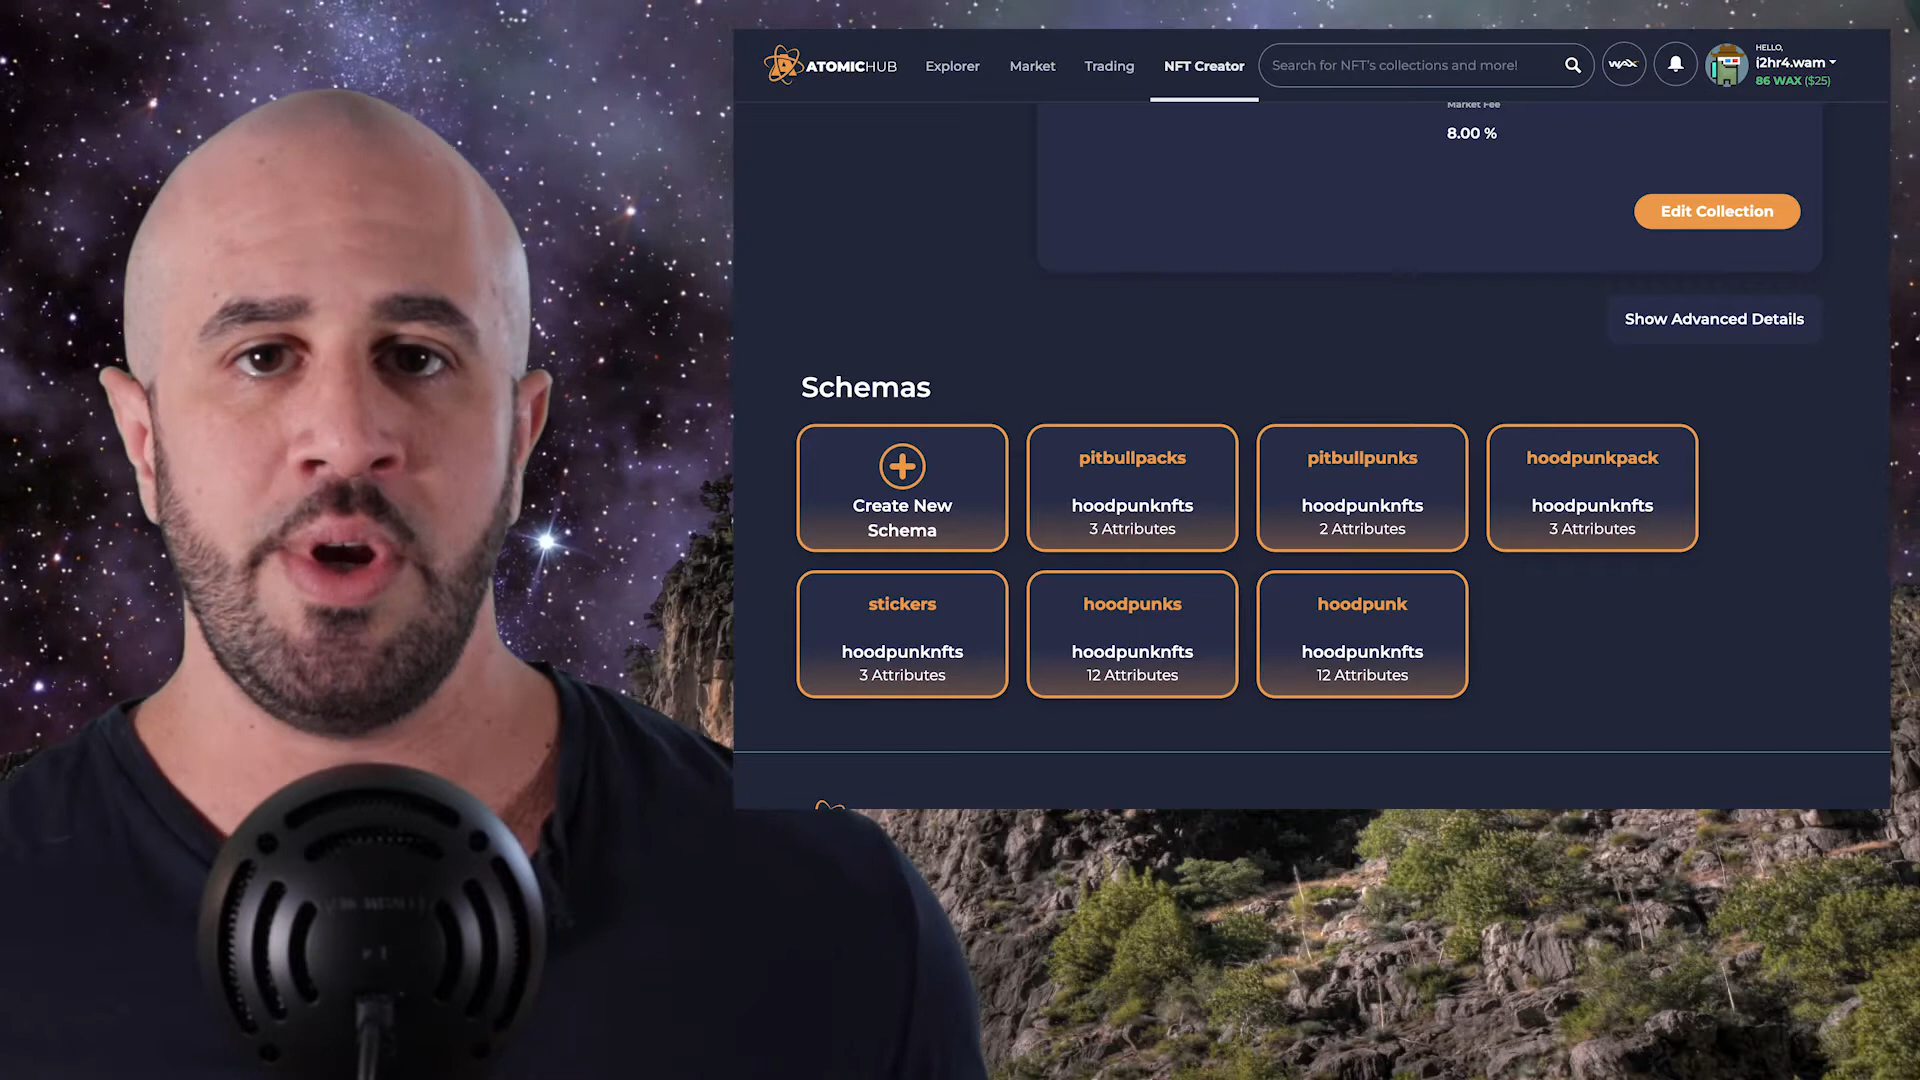 ATOMICHUB
Explorer
Market
Trading
NFT Creator
Search for NFT's collections and more!
WAX
HELLO,
i2hr4.wam
86 WAX ($25)
Market Fee
8.00 %
Edit Collection
Show Advanced Details
Schemas
Create New
Schema
pitbullpacks
hoodpunknfts
3 Attributes
pitbullpunks
hoodpunknfts
2 Attributes
hoodpunkpack
hoodpunknfts
3 Attributes
stickers
hoodpunknfts
3 Attributes
hoodpunks
hoodpunknfts
12 Attributes
hoodpunk
hoodpunknfts
12 Attributes